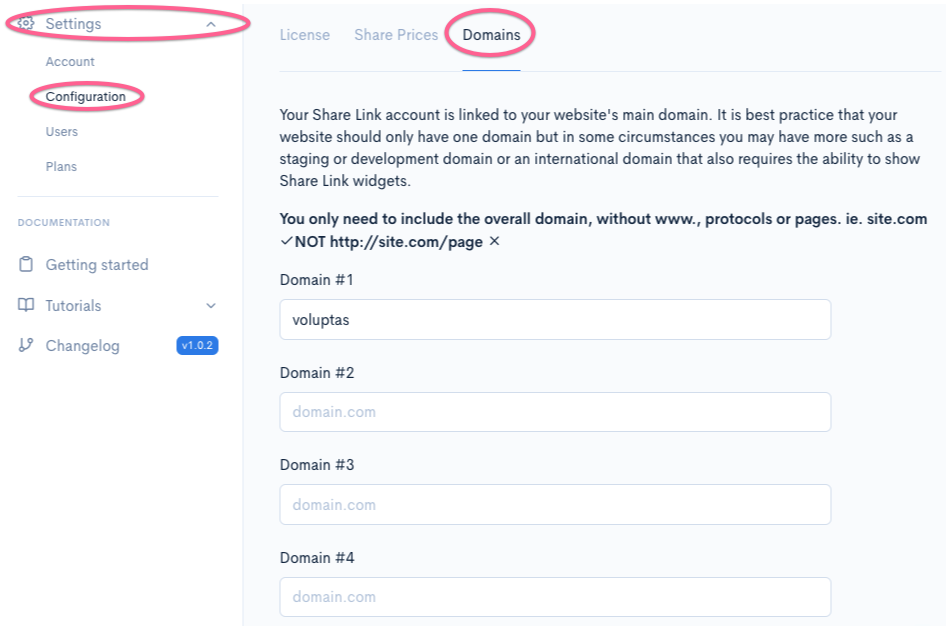 Settings
Account
Configuration
Users
Plans
DOCUMENTATION
Getting started
Tutorials
Changelog
v1.0.2
License
Share Prices
Domains
Your Share Link account is linked to your website's main domain. It is best practice that your
website should only have one domain but in some circumstances you may have more such as a
staging or development domain or an international domain that also requires the ability to show
Share Link widgets.
You only need to include the overall domain, without www., protocols or pages. ie. site.com
✓NOT http://site.com/page ✕
Domain #1
voluptas
Domain #2
domain.com
Domain #3
domain.com
Domain #4
domain.com